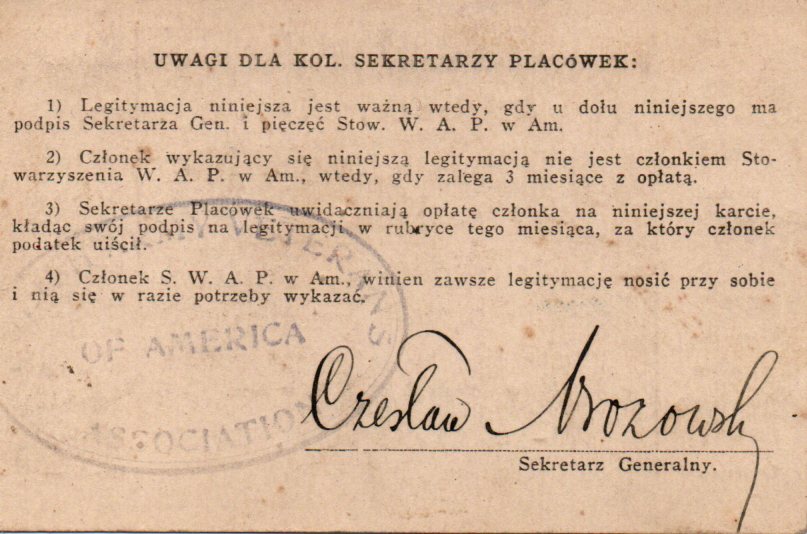 UWAGI DLA KOL. SEKRETARZY PLACÓWEK:
1) Legitymacja niniejsza jest ważną wtedy, gdy u dołu niniejszego ma
podpis Sekretarza Gen. i pięczęć Stow. W. A. P. w Am.
2) Członek wykazujący się niniejszą legitymacją nie jest członkiem Sto-
warzyszenia W. A. P. w Am., wtedy, gdy zalega 3 miesiące z opłatą.
3) Sekretarze Placówek uwidaczniają opłatę członka na niniejszej karcie,
kładąc swój podpis na legitymacji w rubryce tego miesiąca, za który członek
podatek uiścił.
4) Członek S. W. A. P. w Am., winien zawsze legitymację nosić przy sobie
i nią się w razie potrzeby wykazać.
VETERANS
OF AMERICA
ASSOCIATION
Czesław
Sekretarz Generalny.